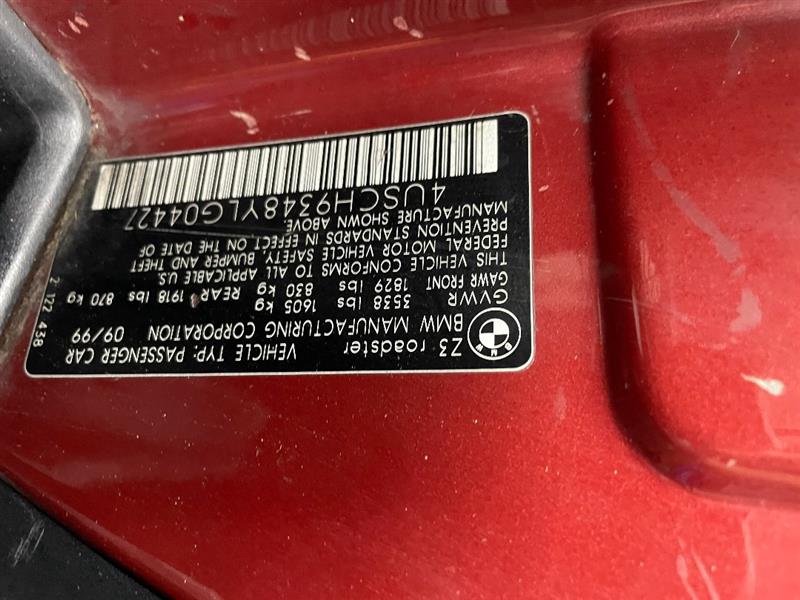 Z3 roadster VEHICLE TYP: PASSENGER CAR
BMW MANUFACTURING CORPORATION 09/99
GVWR 3538 lbs 1605 kg
GAWR FRONT 1829 lbs 830 kg REAR 1918 lbs 870 kg
THIS VEHICLE CONFORMS TO ALL APPLICABLE U.S.
FEDERAL MOTOR VEHICLE SAFETY, BUMPER AND THEFT
PREVENTION STANDARDS IN EFFECT ON THE DATE OF
MANUFACTURE SHOWN ABOVE
4USCH9348YLG04427
2 122 438
BMW